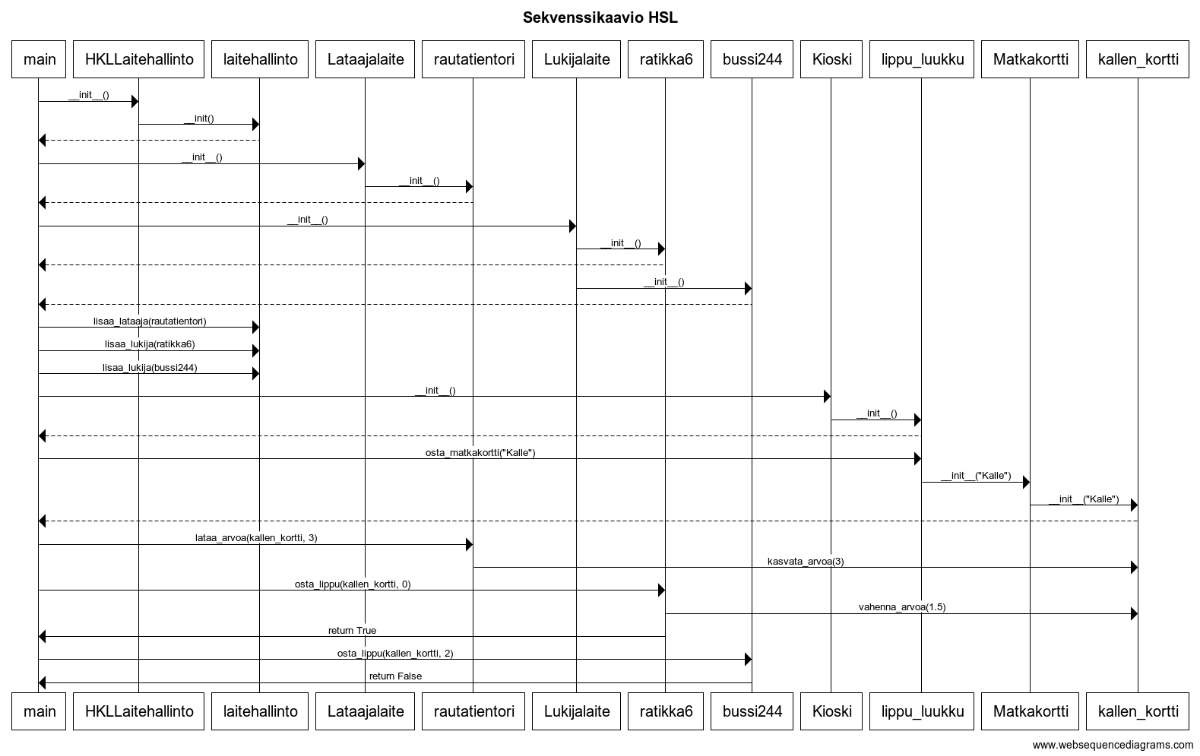 Sekvenssikaavio HSL
main HKLLaitehallinto laitehallinto Lataajalaite rautatientori Lukijalaite ratikka6 bussi244 Kioski lippu_luukku Matkakortti kallen_kortti
__init__()
__init()
__init__()
__init__()
__init__()
__init__()
__init__()
lisaa_lataaja(rautatientori)
lisaa_lukija(ratikka6)
lisaa_lukija(bussi244)
__init__()
__init__()
osta_matkakortti("Kalle")
__init__("Kalle")
__init__("Kalle")
lataa_arvoa(kallen_kortti, 3)
kasvata_arvoa(3)
osta_lippu(kallen_kortti, 0)
vahenna_arvoa(1.5)
return True
osta_lippu(kallen_kortti, 2)
return False
main HKLLaitehallinto laitehallinto Lataajalaite rautatientori Lukijalaite ratikka6 bussi244 Kioski lippu_luukku Matkakortti kallen_kortti
www.websequencediagrams.com